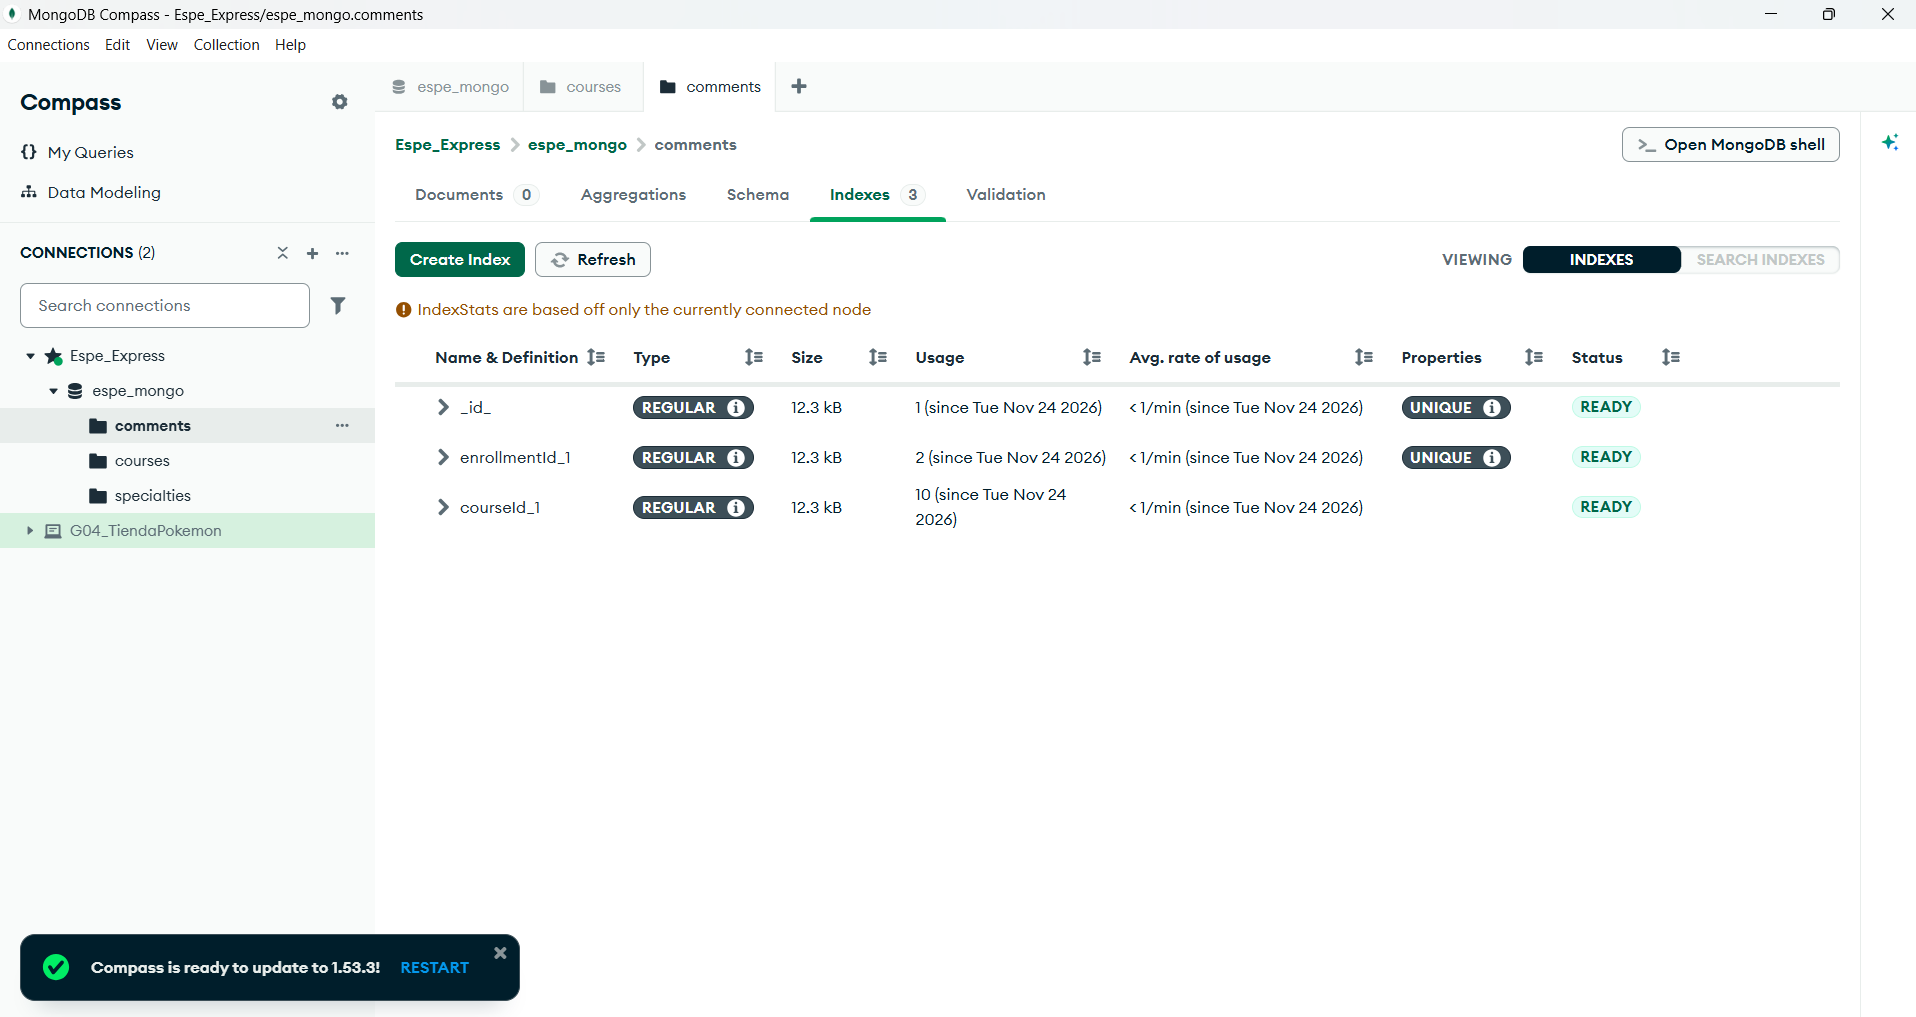 MongoDB Compass - Espe_Express/espe_mongo.comments
Connections Edit View Collection Help
Compass
My Queries
Data Modeling
CONNECTIONS (2)
Search connections
Espe_Express
espe_mongo
comments
courses
specialties
G04_TiendaPokemon
espe_mongo courses comments
Espe_Express > espe_mongo > comments
>_ Open MongoDB shell
Documents 0 Aggregations Schema Indexes 3 Validation
Create Index Refresh
VIEWING INDEXES SEARCH INDEXES
IndexStats are based off only the currently connected node
Name & Definition Type Size Usage Avg. rate of usage Properties Status
_id_ REGULAR 12.3 kB 1 (since Tue Nov 24 2026) < 1/min (since Tue Nov 24 2026) UNIQUE READY
enrollmentId_1 REGULAR 12.3 kB 2 (since Tue Nov 24 2026) < 1/min (since Tue Nov 24 2026) UNIQUE READY
courseId_1 REGULAR 12.3 kB 10 (since Tue Nov 24 2026) < 1/min (since Tue Nov 24 2026) READY
Compass is ready to update to 1.53.3! RESTART